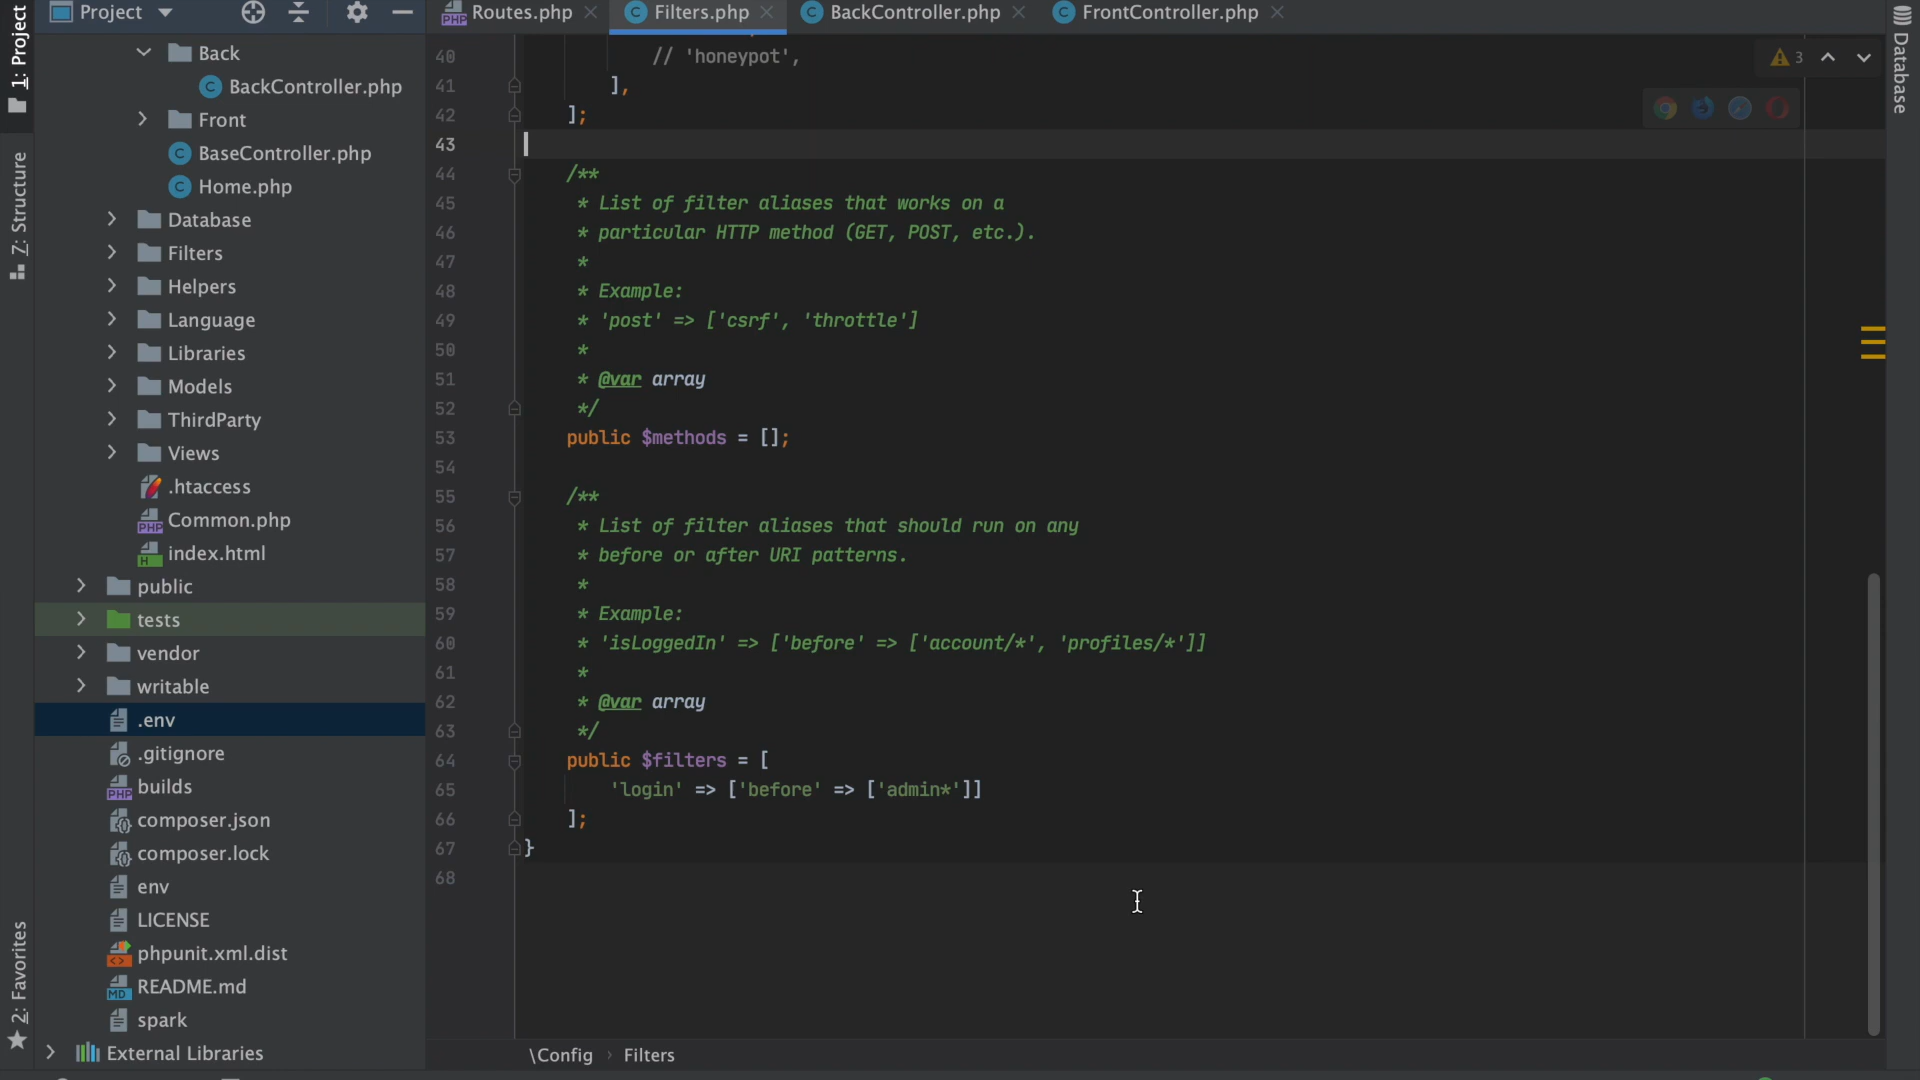 Project
Routes.php
Filters.php
BackController.php
FrontController.php
1: Project
7: Structure
2: Favorites
Database
Back
BackController.php
Front
BaseController.php
Home.php
Database
Filters
Helpers
Language
Libraries
Models
ThirdParty
Views
.htaccess
Common.php
index.html
public
tests
vendor
writable
.env
.gitignore
builds
composer.json
composer.lock
env
LICENSE
phpunit.xml.dist
README.md
spark
External Libraries
3
40 // 'honeypot',
41 ],
42 ];
43
44 /**
45 * List of filter aliases that works on a
46 * particular HTTP method (GET, POST, etc.).
47 *
48 * Example:
49 * 'post' => ['csrf', 'throttle']
50 *
51 * @var array
52 */
53 public $methods = [];
54
55 /**
56 * List of filter aliases that should run on any
57 * before or after URI patterns.
58 *
59 * Example:
60 * 'isLoggedIn' => ['before' => ['account/*', 'profiles/*']]
61 *
62 * @var array
63 */
64 public $filters = [
65 'login' => ['before' => ['admin*']]
66 ];
67 }
68
\Config › Filters